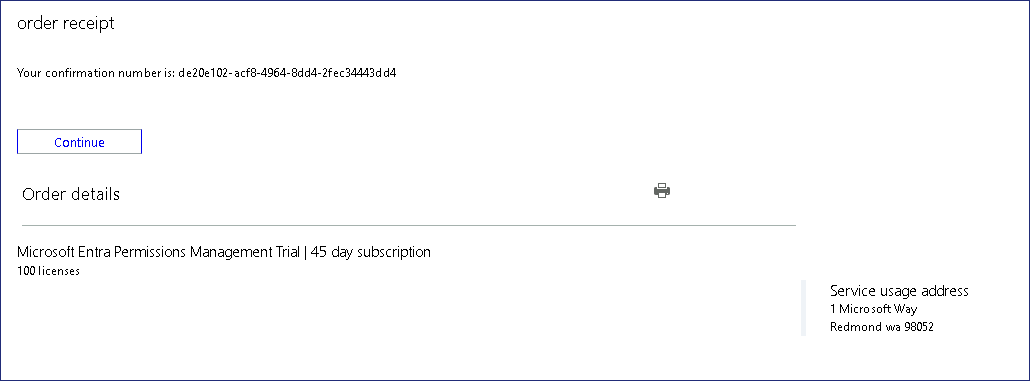 order receipt
Your confirmation number is: de20e102-acf8-4964-8dd4-2fec34443dd4
Continue
Order details
Microsoft Entra Permissions Management Trial | 45 day subscription
100 licenses
Service usage address
1 Microsoft Way
Redmond wa 98052